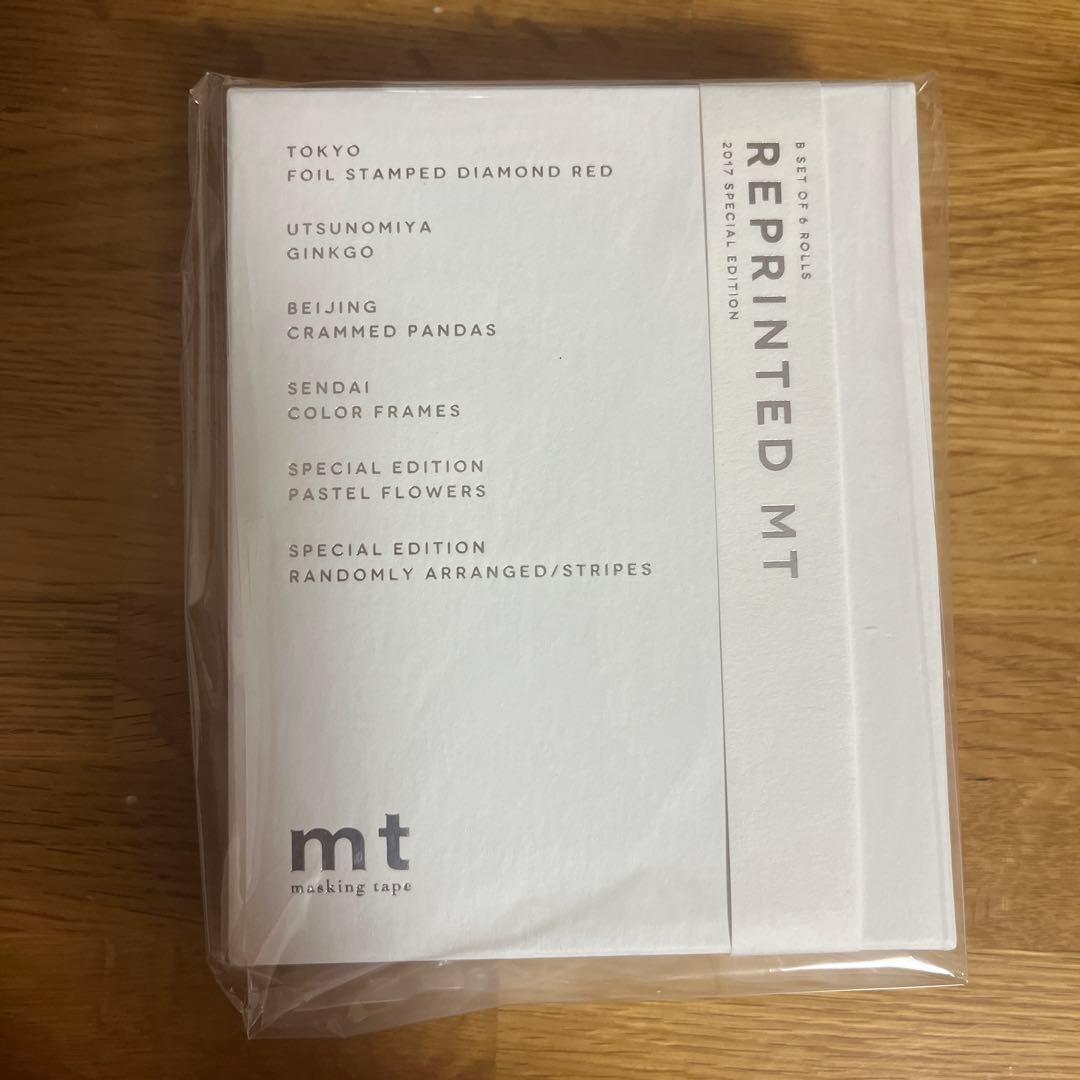 TOKYO
FOIL STAMPED DIAMOND RED
UTSUNOMIYA
GINKGO
BEIJING
CRAMMED PANDAS
SENDAI
COLOR FRAMES
SPECIAL EDITION
PASTEL FLOWERS
SPECIAL EDITION
RANDOMLY ARRANGED/STRIPES
mt
masking tape
B SET OF 6 ROLLS
REPRINTED MT
2017 SPECIAL EDITION